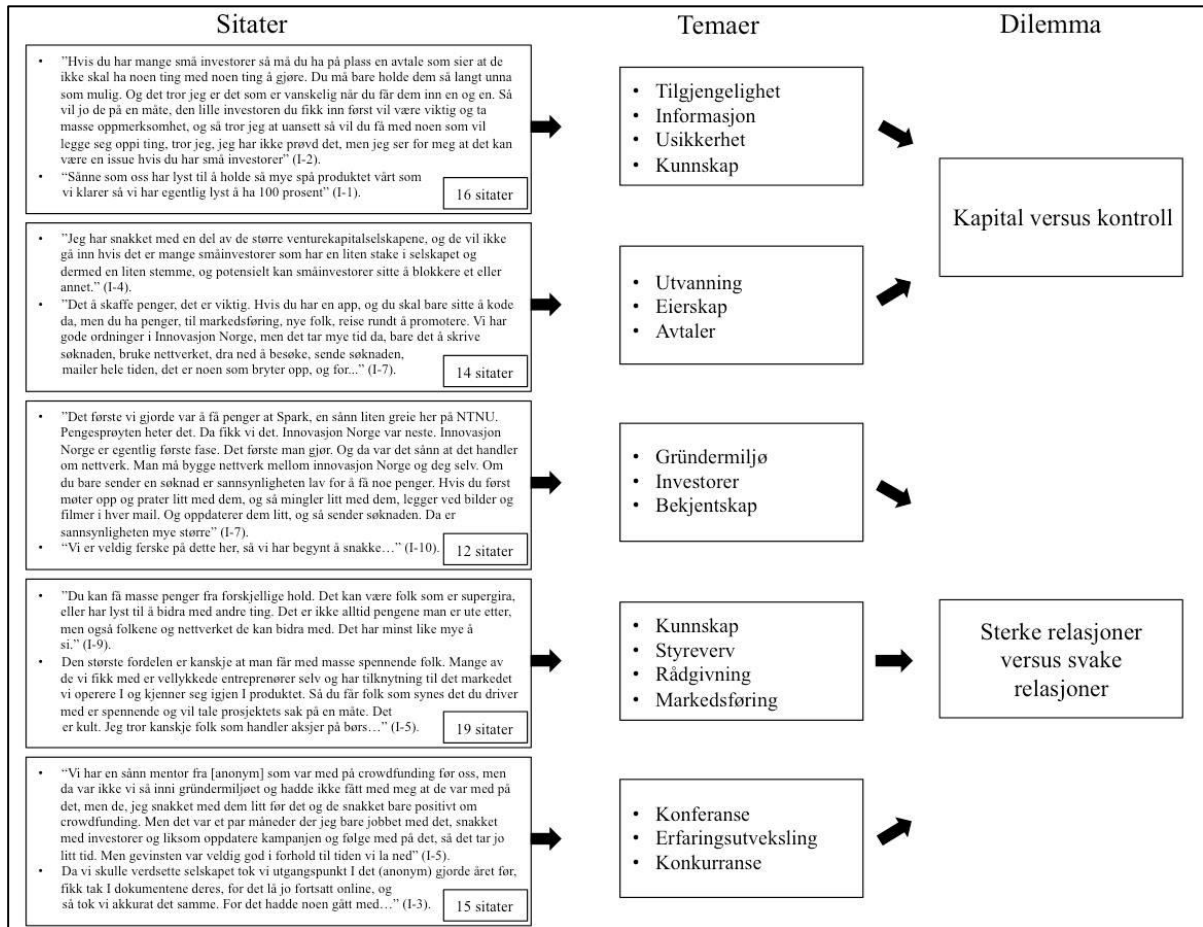 Sitater
Temaer
Dilemma
• ”Hvis du har mange små investorer så må du ha på plass en avtale som sier at de
ikke skal ha noen ting med noen ting å gjøre. Du må bare holde dem så langt unna
som mulig. Og det tror jeg er det som er vanskelig når du får dem inn en og en. Så
vil jo de på en måte, den lille investoren du fikk inn først vil være viktig og ta
masse oppmerksomhet, og så tror jeg at uansett så vil du få med noen som vil
legge seg oppi ting, tror jeg, jeg har ikke prøvd det, men jeg ser for meg at det kan
være en issue hvis du har små investorer” (I-2).
• “Sånne som oss har lyst til å holde så mye spå produktet vårt som
vi klarer så vi har egentlig lyst å ha 100 prosent” (I-1).
16 sitater
• Tilgjengelighet
• Informasjon
• Usikkerhet
• Kunnskap
Kapital versus kontroll
• ”Jeg har snakket med en del av de større venturekapitalselskapene, og de vil ikke
gå inn hvis det er mange småinvestorer som har en liten stake i selskapet og
dermed en liten stemme, og potensielt kan småinvestorer sitte å blokkere et eller
annet.” (I-4).
• ”Det å skaffe penger, det er viktig. Hvis du har en app, og du skal bare sitte å kode
da, men du ha penger, til markedsføring, nye folk, reise rundt å promotere. Vi har
gode ordninger i Innovasjon Norge, men det tar mye tid da, bare det å skrive
søknaden, bruke nettverket, dra ned å besøke, sende søknaden,
mailer hele tiden, det er noen som bryter opp, og for...” (I-7).
14 sitater
• Utvanning
• Eierskap
• Avtaler
• ”Det første vi gjorde var å få penger at Spark, en sånn liten greie her på NTNU.
Pengesprøyten heter det. Da fikk vi det. Innovasjon Norge var neste. Innovasjon
Norge er egentlig første fase. Det første man gjør. Og da var det sånn at det handler
om nettverk. Man må bygge nettverk mellom innovasjon Norge og deg selv. Om
du bare sender en søknad er sannsynligheten lav for å få noe penger. Hvis du først
møter opp og prater litt med dem, og så mingler litt med dem, legger ved bilder og
filmer i hver mail. Og oppdaterer dem litt, og så sender søknaden. Da er
sannsynligheten mye større” (I-7).
• “Vi er veldig ferske på dette her, så vi har begynt å snakke…” (I-10).
12 sitater
• Gründermiljø
• Investorer
• Bekjentskap
• ”Du kan få masse penger fra forskjellige hold. Det kan være folk som er supergira,
eller har lyst til å bidra med andre ting. Det er ikke alltid pengene man er ute etter,
men også folkene og nettverket de kan bidra med. Det har minst like mye å
si.” (I-9).
• Den største fordelen er kanskje at man får med masse spennende folk. Mange av
de vi fikk med er vellykkede entreprenører selv og har tilknytning til det markedet
vi operere I og kjenner seg igjen I produktet. Så du får folk som synes det du driver
med er spennende og vil tale prosjektets sak på en måte. Det
er kult. Jeg tror kanskje folk som handler aksjer på børs…” (I-5).
19 sitater
• Kunnskap
• Styreverv
• Rådgivning
• Markedsføring
Sterke relasjoner
versus svake
relasjoner
• “Vi har en sånn mentor fra [anonym] som var med på crowdfunding før oss, men
da var ikke vi så inni gründermiljøet og hadde ikke fått med meg at de var med på
det, men de, jeg snakket med dem litt før det og de snakket bare positivt om
crowdfunding. Men det var et par måneder der jeg bare jobbet med det, snakket
med investorer og liksom oppdatere kampanjen og følge med på det, så det tar jo
litt tid. Men gevinsten var veldig god i forhold til tiden vi la ned” (I-5).
• Da vi skulle verdsette selskapet tok vi utgangspunkt I det (anonym) gjorde året før,
fikk tak I dokumentene deres, for det lå jo fortsatt online, og
så tok vi akkurat det samme. For det hadde noen gått med…” (I-3).
15 sitater
• Konferanse
• Erfaringsutveksling
• Konkurranse